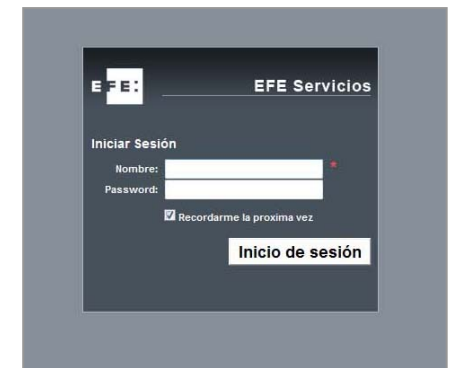 EFE:
EFE Servicios
Iniciar Sesión
Nombre: *
Password:
Recordarme la proxima vez
Inicio de sesión